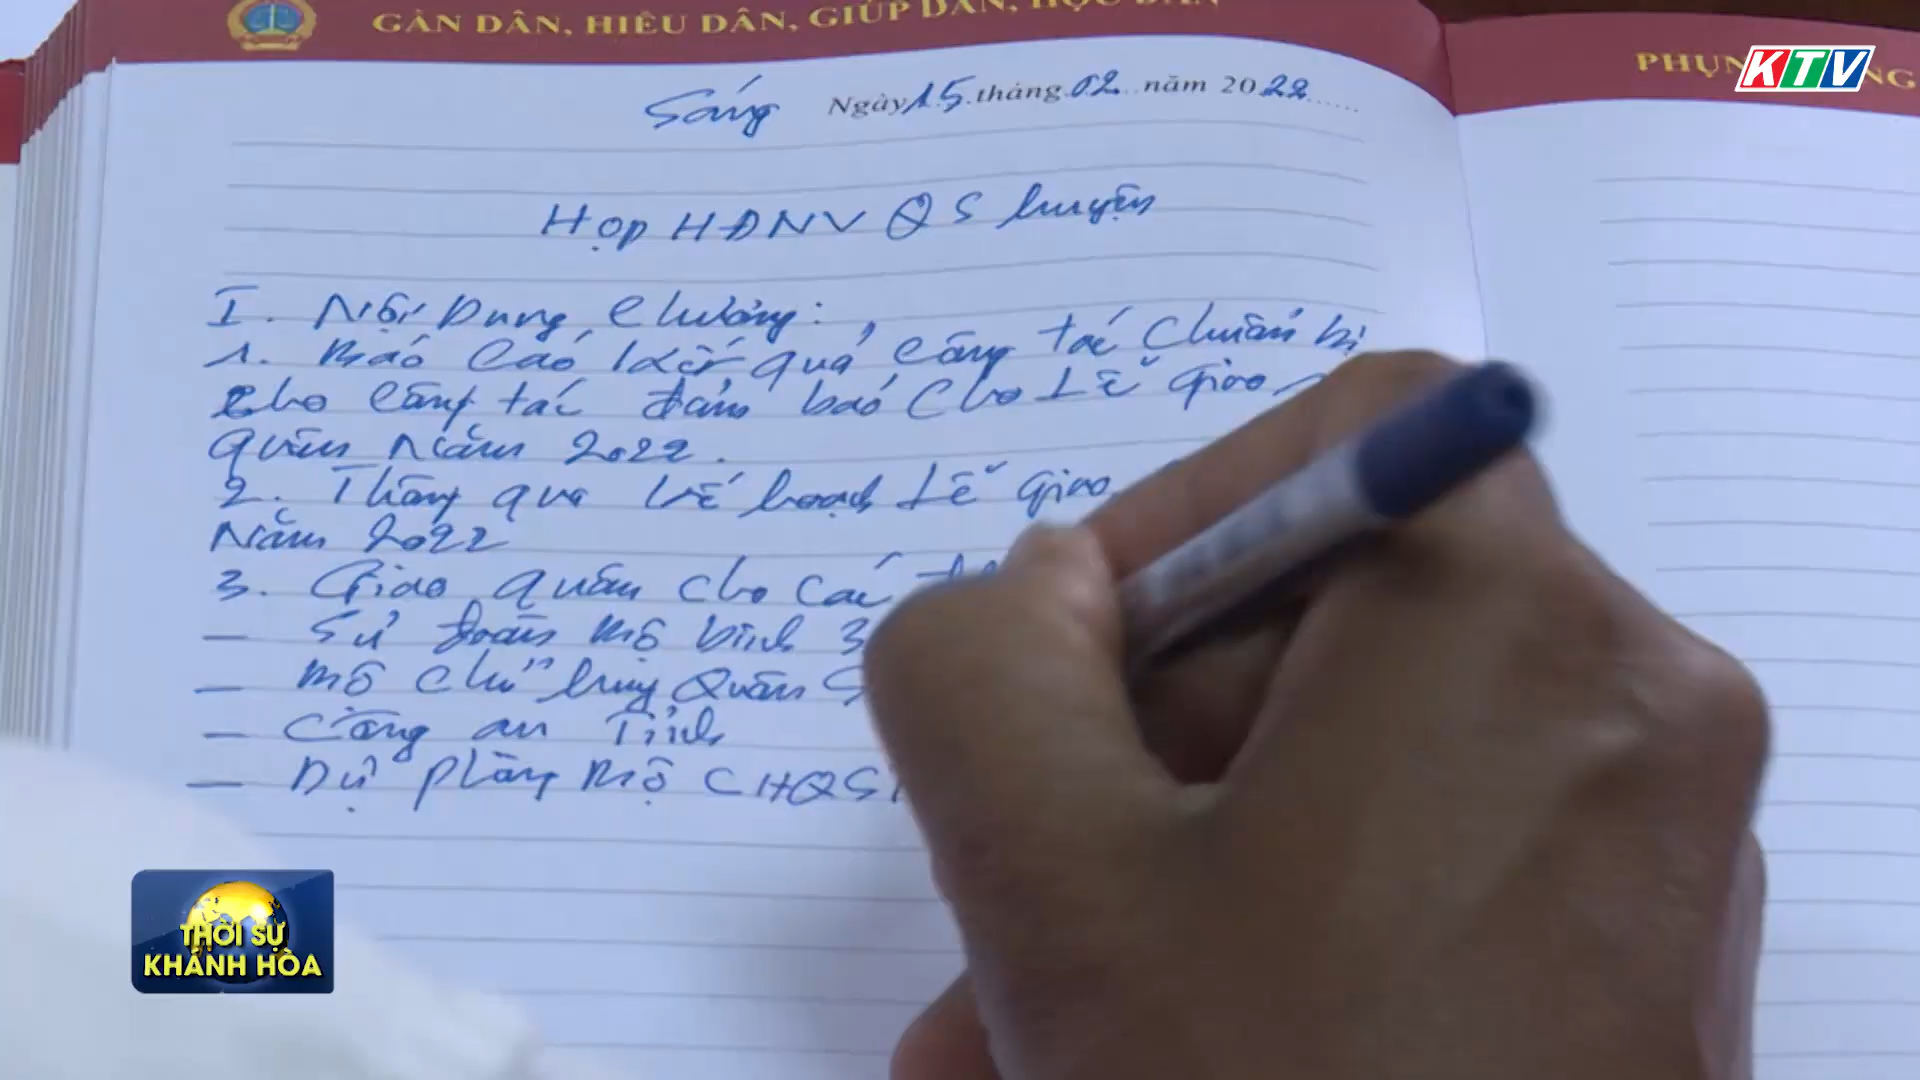 GẦN DÂN, HIỂU DÂN, GIÚP DÂN, HỌC DÂN
KTV
Sáng Ngày 15 tháng 02 năm 2022
Họp HĐNVQS huyện
I. Nội Dung Chương:
1. Báo cáo kết quả công tác chuẩn bị
cho công tác đảm bảo cho Lễ giao
quân Năm 2022.
2. Thông qua kế hoạch Lễ giao
Năm 2022
3. Giao quân cho các
- Sư đoàn bộ binh 3
- Bộ chỉ huy Quân S
- Công an Tỉnh
- Dự phòng Bộ CHQS
THỜI SỰ
KHÁNH HÒA